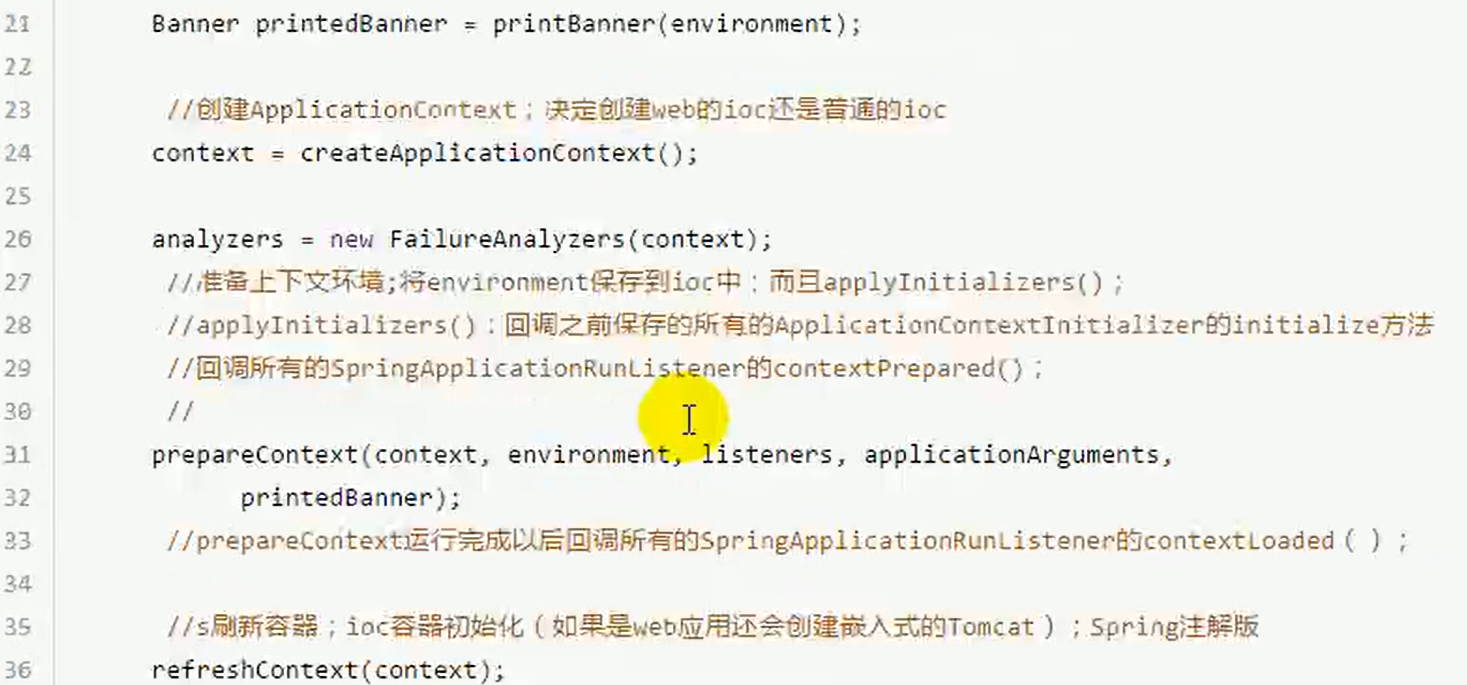 21 Banner printedBanner = printBanner(environment);
22
23 //创建ApplicationContext；决定创建web的ioc还是普通的ioc
24 context = createApplicationContext();
25
26 analyzers = new FailureAnalyzers(context);
27 //准备上下文环境;将environment保存到ioc中；而且applyInitializers()；
28 //applyInitializers()：回调之前保存的所有的ApplicationContextInitializer的initialize方法
29 //回调所有的SpringApplicationRunListener的contextPrepared()；
30 //
31 prepareContext(context, environment, listeners, applicationArguments,
32 printedBanner);
33 //prepareContext运行完成以后回调所有的SpringApplicationRunListener的contextLoaded（）；
34
35 //s刷新容器；ioc容器初始化（如果是web应用还会创建嵌入式的Tomcat）；Spring注解版
36 refreshContext(context);